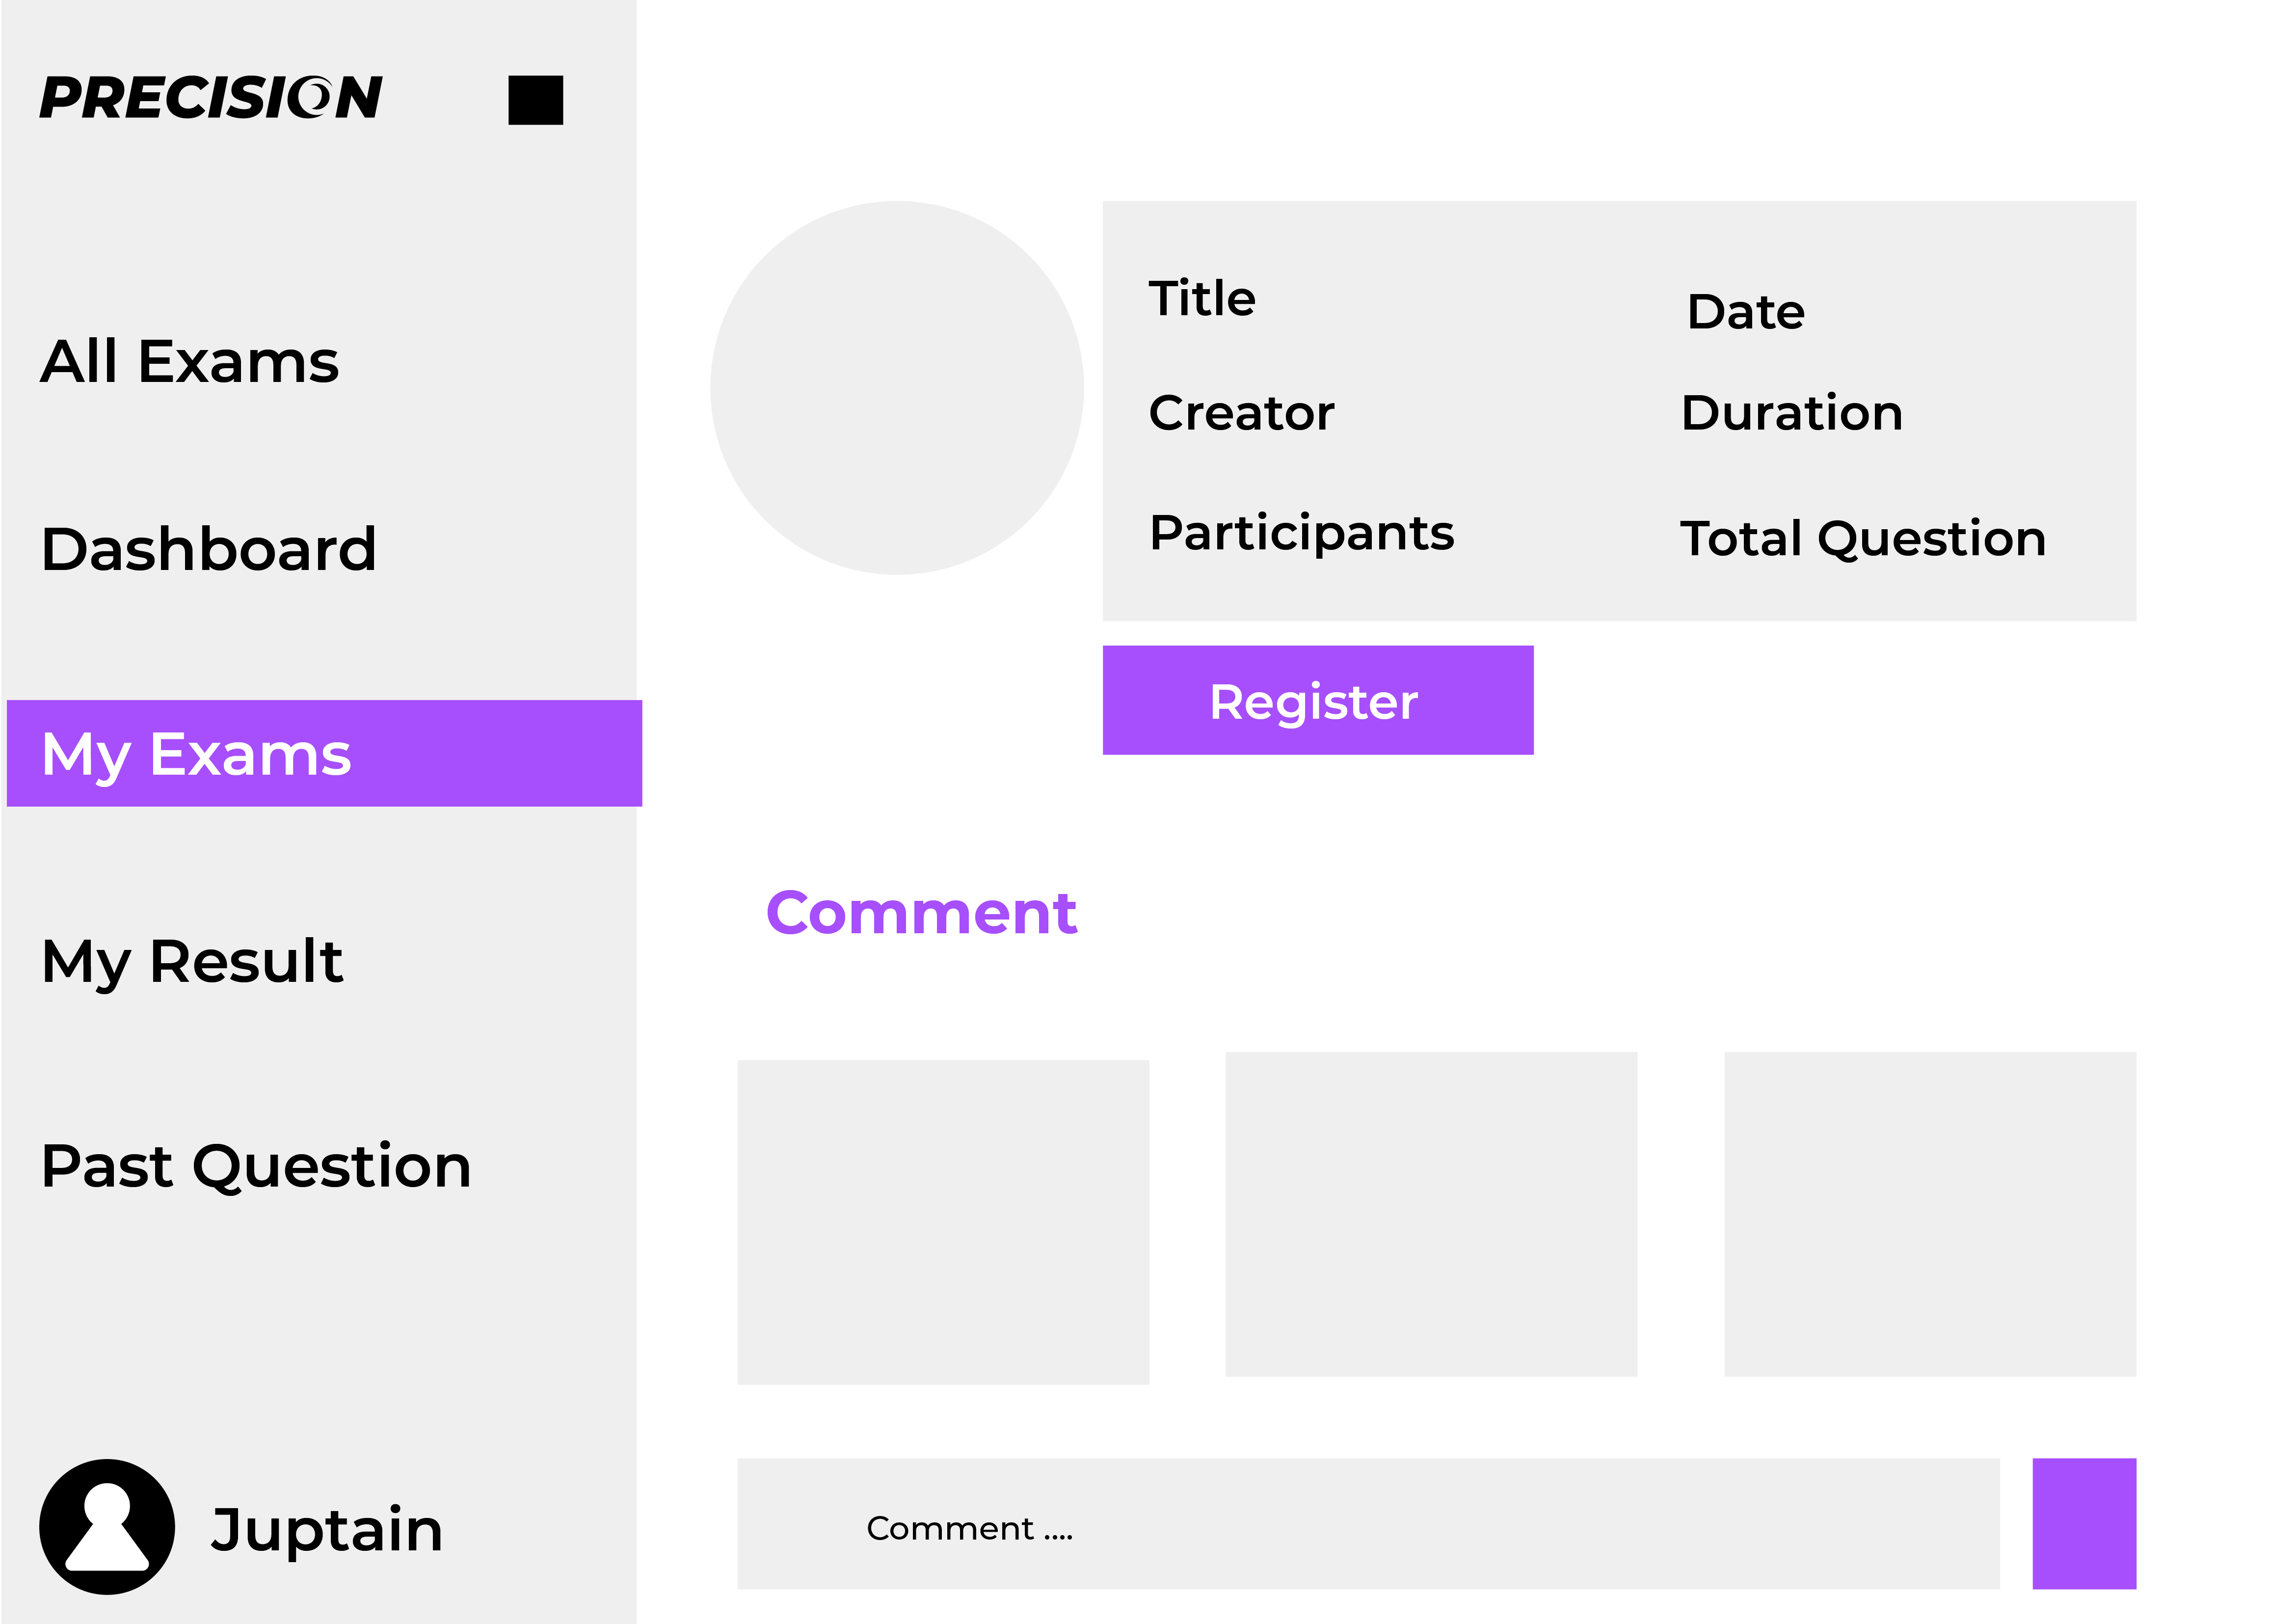 PRECISION
All Exams
Dashboard
My Exams
My Result
Past Question
Juptain
Title
Date
Creator
Duration
Participants
Total Question
Register
Comment
Comment ....